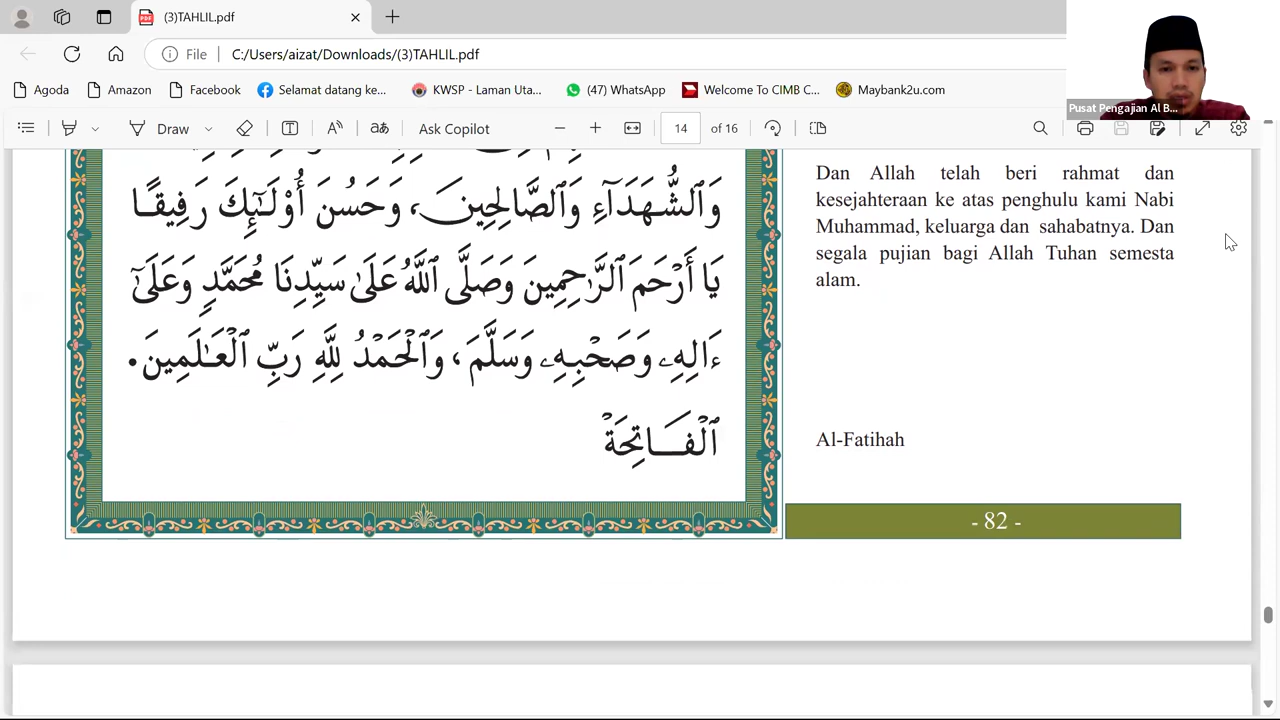 (3)TAHLIL.pdf
File C:/Users/aizat/Downloads/(3)TAHLIL.pdf
Agoda Amazon Facebook Selamat datang ke... KWSP - Laman Uta... (47) WhatsApp Welcome To CIMB C... Maybank2u.com
Pusat Pengajian Al B...
Draw Ask Copilot 14 of 16
وَٱلشُّهَدَآءِ وَٱلصَّالِحِينَ، وَحَسُنَ أُوْلَـٰٓئِكَ رَفِيقًا
يَا أَرْحَمَ ٱلرَّٰحِمِينَ وَصَلَّى ٱللَّهُ عَلَى سَيِّدِنَا مُحَمَّدٍ وَعَلَىٰٓ
ءَالِهِۦ وَصَحْبِهِۦ وَسَلَّمَ، وَٱلْحَمْدُ لِلَّهِ رَبِّ ٱلْعَـٰلَمِينَ.
ٱلْفَـاتِحَةْ
Dan Allah telah beri rahmat dan
kesejahteraan ke atas penghulu kami Nabi
Muhammad, keluarga dan sahabatnya. Dan
segala pujian bagi Allah Tuhan semesta
alam.
Al-Fatihah
- 82 -